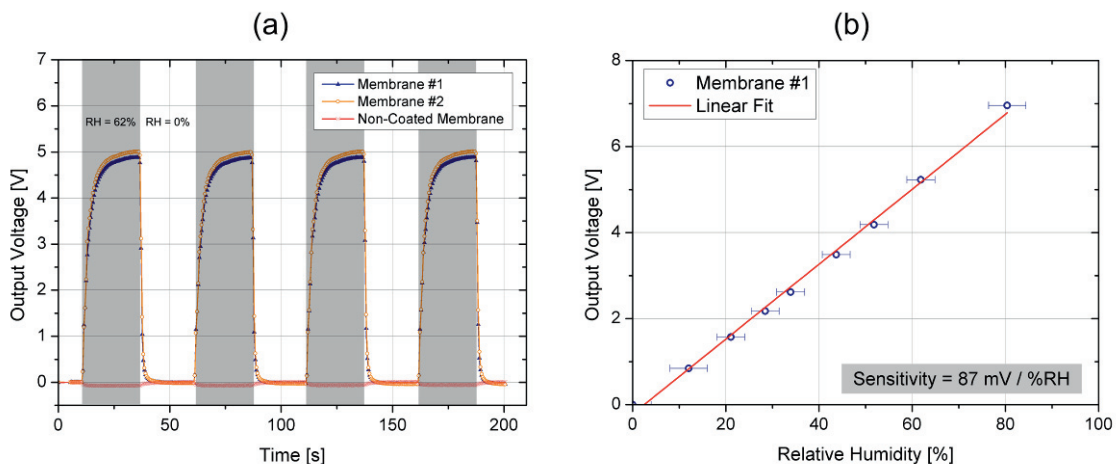 (a)
7
6
5
4
3
2
1
0
Output Voltage [V]
RH = 62%
RH = 0%
Membrane #1
Membrane #2
Non-Coated Membrane
0
50
100
150
200
Time [s]
(b)
8
6
4
2
0
Output Voltage [V]
Membrane #1
Linear Fit
Sensitivity = 87 mV / %RH
0
20
40
60
80
100
Relative Humidity [%]